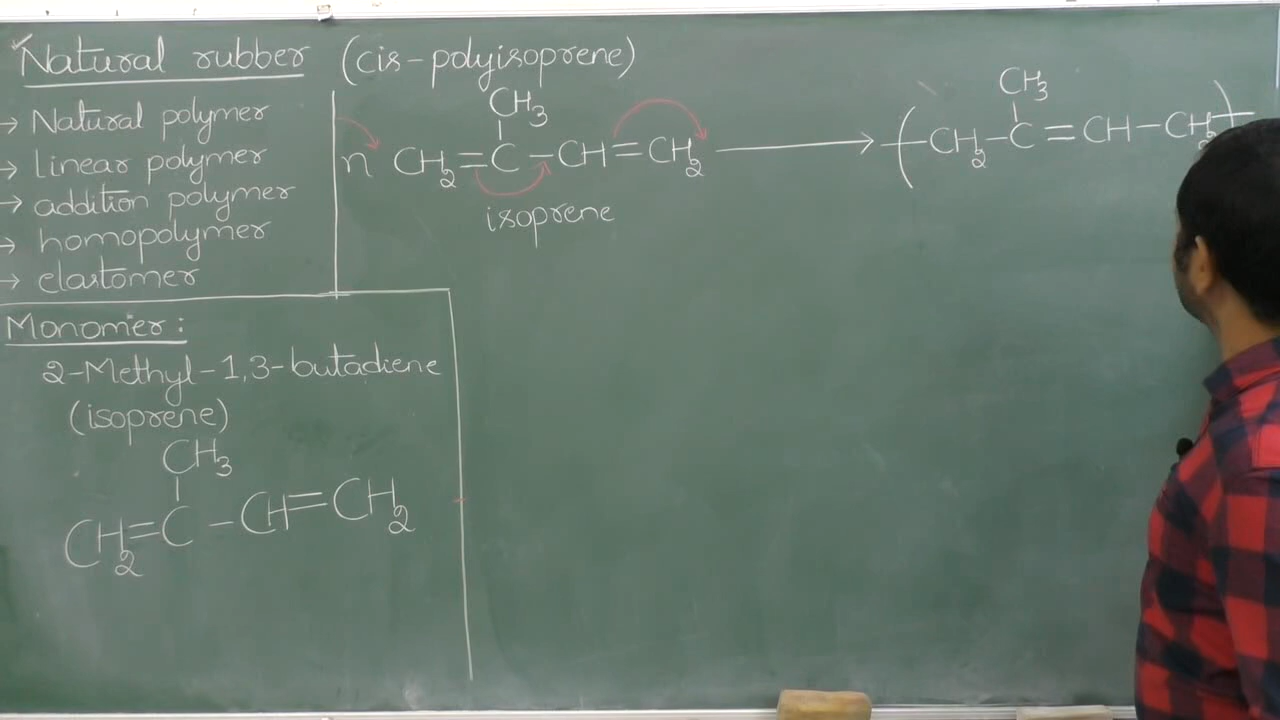 Natural rubber (cis-polyisoprene)
→ Natural polymer
→ linear polymer
→ addition polymer
→ homopolymer
→ elastomer
CH₃
n CH₂=C-CH=CH₂ ⟶ (CH₂-C=CH-CH₂)
CH₃
isoprene
Monomer:
2-Methyl-1,3-butadiene
(isoprene)
CH₃
CH₂=C-CH=CH₂